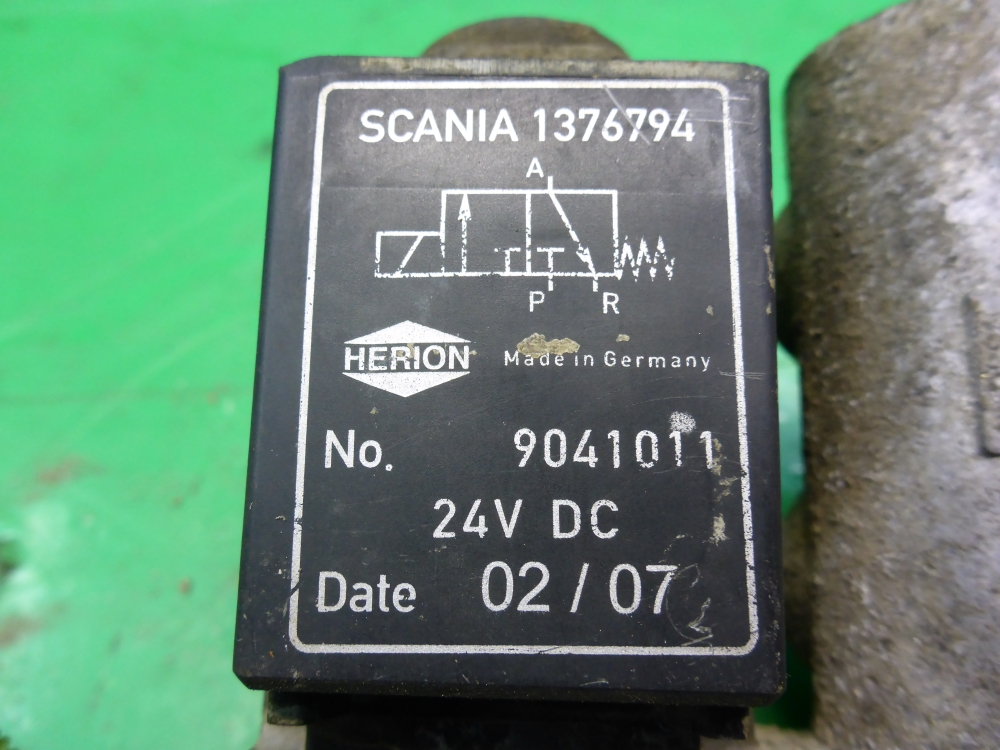 SCANIA 1376794
A
P R
HERION Made in Germany
No. 9041011
24V DC
Date 02 / 07